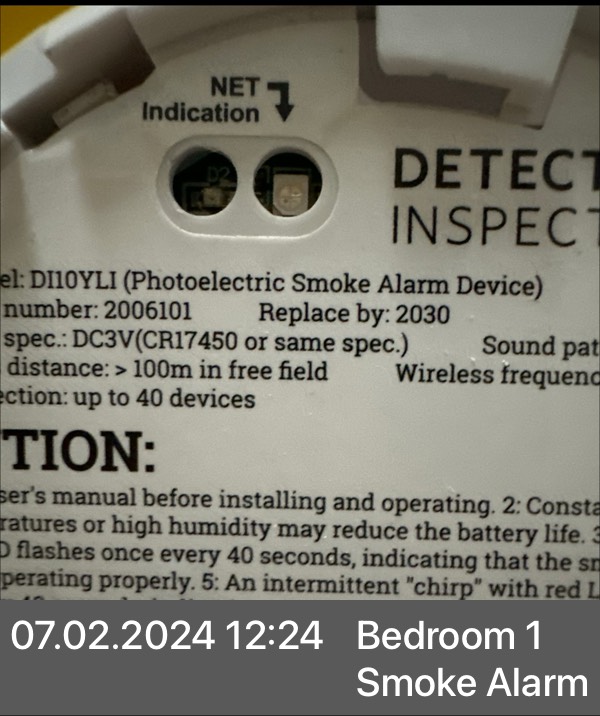 NET
Indication
D2
DETECT
INSPECT
el: DI10YLI (Photoelectric Smoke Alarm Device)
number: 2006101 Replace by: 2030
spec.: DC3V(CR17450 or same spec.) Sound pat
distance: > 100m in free field Wireless frequenc
ection: up to 40 devices
TION:
ser's manual before installing and operating. 2: Consta
ratures or high humidity may reduce the battery life. 3
D flashes once every 40 seconds, indicating that the sm
perating properly. 5: An intermittent "chirp" with red L
07.02.2024 12:24 Bedroom 1
Smoke Alarm